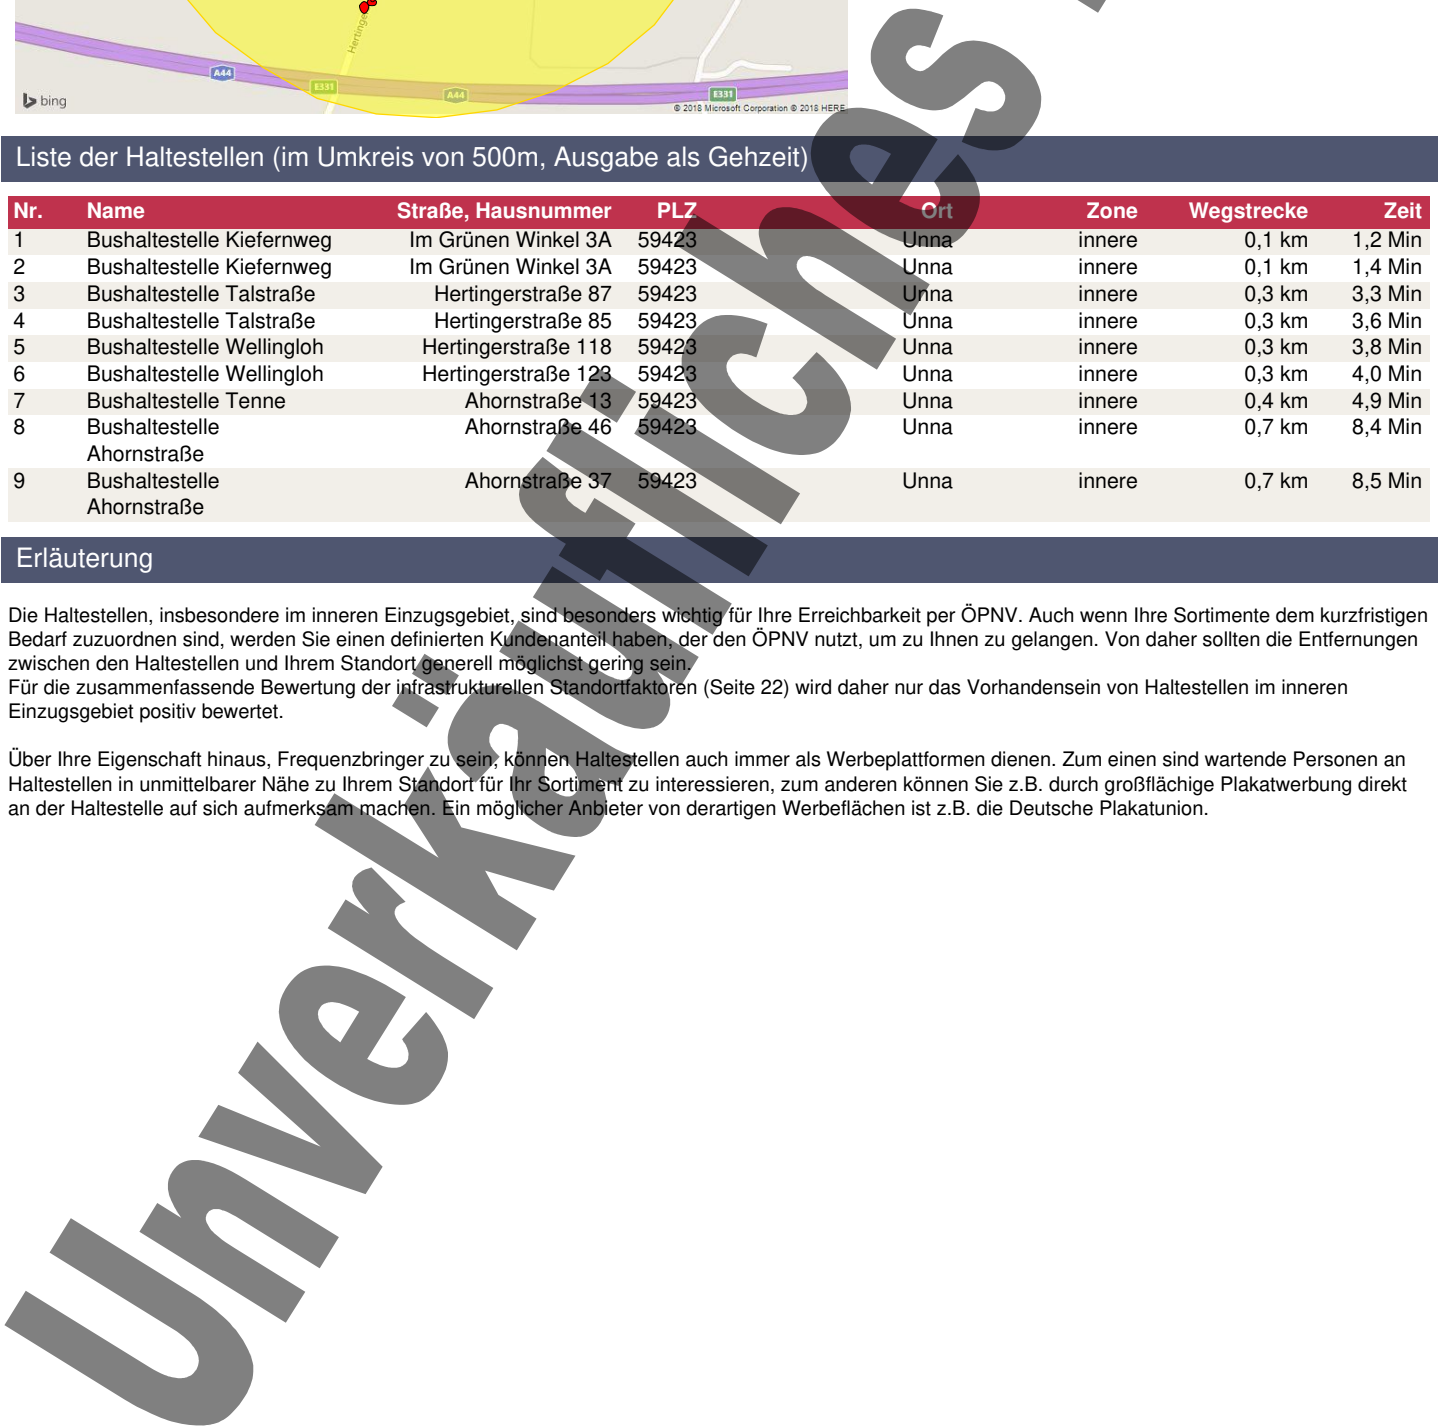 Hertinge
A44
E331
A44
E331
bing
© 2018 Microsoft Corporation © 2018 HERE
Liste der Haltestellen (im Umkreis von 500m, Ausgabe als Gehzeit)
Nr. Name Straße, Hausnummer PLZ Ort Zone Wegstrecke Zeit
1 Bushaltestelle Kiefernweg Im Grünen Winkel 3A 59423 Unna innere 0,1 km 1,2 Min
2 Bushaltestelle Kiefernweg Im Grünen Winkel 3A 59423 Unna innere 0,1 km 1,4 Min
3 Bushaltestelle Talstraße Hertingerstraße 87 59423 Unna innere 0,3 km 3,3 Min
4 Bushaltestelle Talstraße Hertingerstraße 85 59423 Unna innere 0,3 km 3,6 Min
5 Bushaltestelle Wellingloh Hertingerstraße 118 59423 Unna innere 0,3 km 3,8 Min
6 Bushaltestelle Wellingloh Hertingerstraße 123 59423 Unna innere 0,3 km 4,0 Min
7 Bushaltestelle Tenne Ahornstraße 13 59423 Unna innere 0,4 km 4,9 Min
8 Bushaltestelle Ahornstraße 46 59423 Unna innere 0,7 km 8,4 Min
Ahornstraße
9 Bushaltestelle Ahornstraße 37 59423 Unna innere 0,7 km 8,5 Min
Ahornstraße
Erläuterung
Die Haltestellen, insbesondere im inneren Einzugsgebiet, sind besonders wichtig für Ihre Erreichbarkeit per ÖPNV. Auch wenn Ihre Sortimente dem kurzfristigen
Bedarf zuzuordnen sind, werden Sie einen definierten Kundenanteil haben, der den ÖPNV nutzt, um zu Ihnen zu gelangen. Von daher sollten die Entfernungen
zwischen den Haltestellen und Ihrem Standort generell möglichst gering sein.
Für die zusammenfassende Bewertung der infrastrukturellen Standortfaktoren (Seite 22) wird daher nur das Vorhandensein von Haltestellen im inneren
Einzugsgebiet positiv bewertet.
Über Ihre Eigenschaft hinaus, Frequenzbringer zu sein, können Haltestellen auch immer als Werbeplattformen dienen. Zum einen sind wartende Personen an
Haltestellen in unmittelbarer Nähe zu Ihrem Standort für Ihr Sortiment zu interessieren, zum anderen können Sie z.B. durch großflächige Plakatwerbung direkt
an der Haltestelle auf sich aufmerksam machen. Ein möglicher Anbieter von derartigen Werbeflächen ist z.B. die Deutsche Plakatunion.
Unverkäufliches